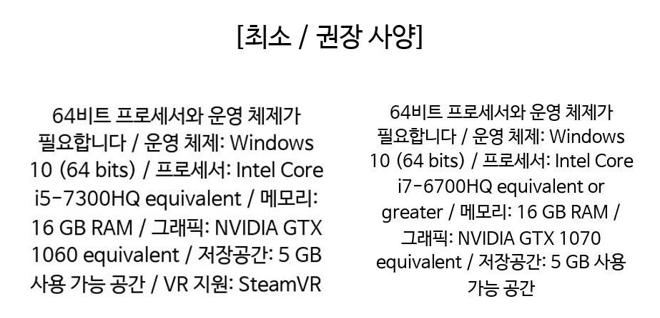 [최소 / 권장 사양]
64비트 프로세서와 운영 체제가
필요합니다 / 운영 체제: Windows
10 (64 bits) / 프로세서: Intel Core
i5-7300HQ equivalent / 메모리:
16 GB RAM / 그래픽: NVIDIA GTX
1060 equivalent / 저장공간: 5 GB
사용 가능 공간 / VR 지원: SteamVR
64비트 프로세서와 운영 체제가
필요합니다 / 운영 체제: Windows
10 (64 bits) / 프로세서: Intel Core
i7-6700HQ equivalent or
greater / 메모리: 16 GB RAM /
그래픽: NVIDIA GTX 1070
equivalent / 저장공간: 5 GB 사용
가능 공간